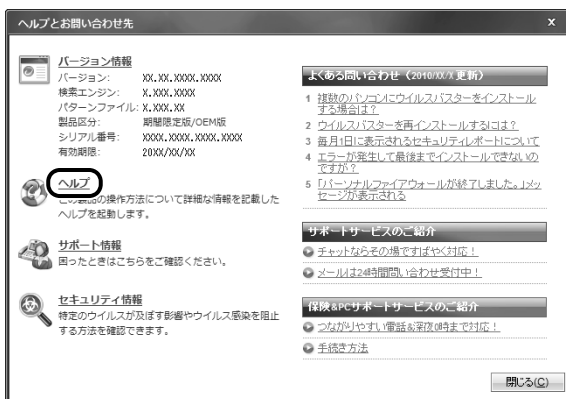 ヘルプとお問い合わせ先
x
バージョン情報
バージョン: XX.XX.XXXX.XXXX
検索エンジン: X.XXX.XXXX
パターンファイル: X.XXX.XX
製品区分: 期間限定版/OEM版
シリアル番号: XXXX.XXXX.XXXX.XXXX
有効期限: 20XX/XX/XX
ヘルプ
この製品の操作方法について詳細な情報を記載した
ヘルプを起動します。
サポート情報
困ったときはこちらをご確認ください。
セキュリティ情報
特定のウイルスが及ぼす影響やウイルス感染を阻止
する方法を確認できます。
よくある問い合わせ（2010/XX/X更新）
1 複数のパソコンにウイルスバスターをインストール
する場合は？
2 ウイルスバスターを再インストールするには？
3 毎月1日に表示されるセキュリティレポートについて
4 エラーが発生して最後までインストールできないの
ですが？
5 「パーソナルファイアウォールが終了しました。」メッ
セージが表示される
サポートサービスのご紹介
チャットならその場ですばやく対応！
メールは24時間問い合わせ受付中！
保険&PCサポートサービスのご紹介
つながりやすい電話&深夜0時まで対応！
手続き方法
閉じる(C)